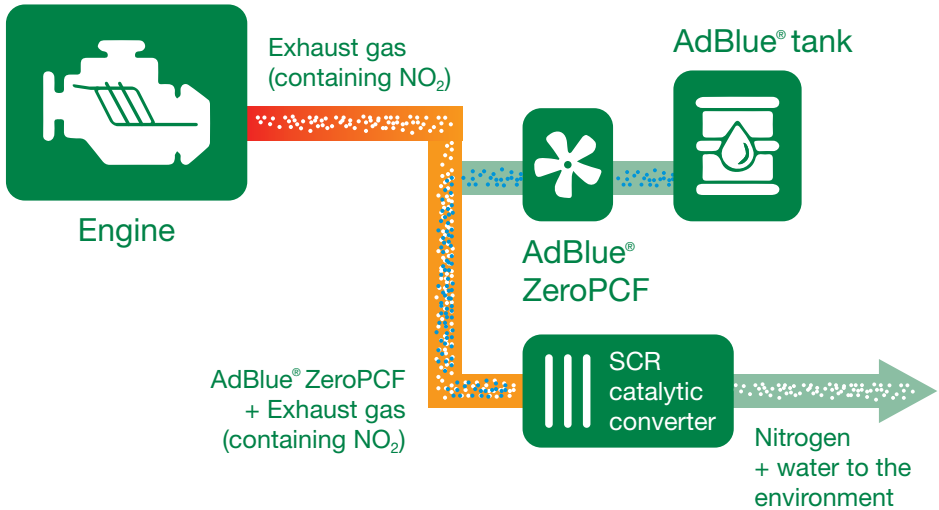 Exhaust gas
(containing NO₂)
AdBlue® tank
Engine
AdBlue®
ZeroPCF
AdBlue® ZeroPCF
+ Exhaust gas
(containing NO₂)
SCR
catalytic
converter
Nitrogen
+ water to the
environment